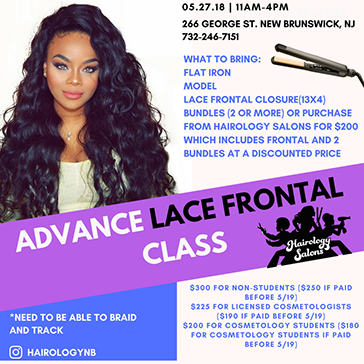 05.27.18 | 11AM-4PM
266 GEORGE ST. NEW BRUNSWICK, NJ
732-246-7151
WHAT TO BRING:
FLAT IRON
MODEL
LACE FRONTAL CLOSURE(13X4)
BUNDLES (2 OR MORE) OR PURCHASE
FROM HAIROLOGY SALONS FOR $200
WHICH INCLUDES FRONTAL AND 2
BUNDLES AT A DISCOUNTED PRICE
ADVANCE LACE FRONTAL
CLASS
Hairology
Salons
$300 FOR NON-STUDENTS ($250 IF PAID
BEFORE 5/19)
$225 FOR LICENSED COSMETOLOGISTS
($190 IF PAID BEFORE 5/19)
$200 FOR COSMETOLOGY STUDENTS ($180
FOR COSMETOLOGY STUDENTS IF PAID
BEFORE 5/19)
*NEED TO BE ABLE TO BRAID
AND TRACK
HAIROLOGYNB